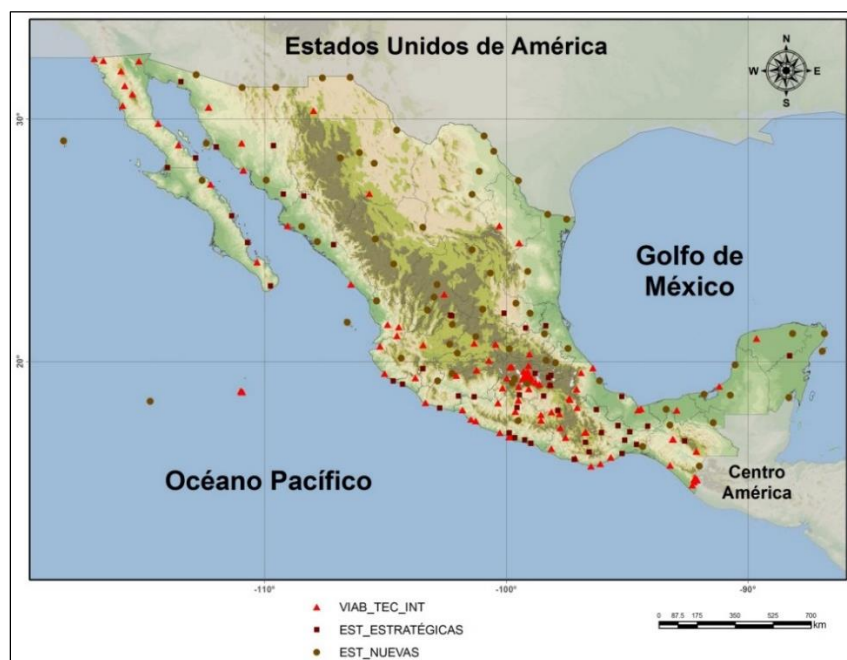 Estados Unidos de América
N
W E
S
30°
Golfo de
México
20°
Océano Pacífico
Centro
América
-110° -100° -90°
VIAB_TEC_INT
EST_ESTRATÉGICAS
EST_NUEVAS
0 87.5 175 350 525 700
km